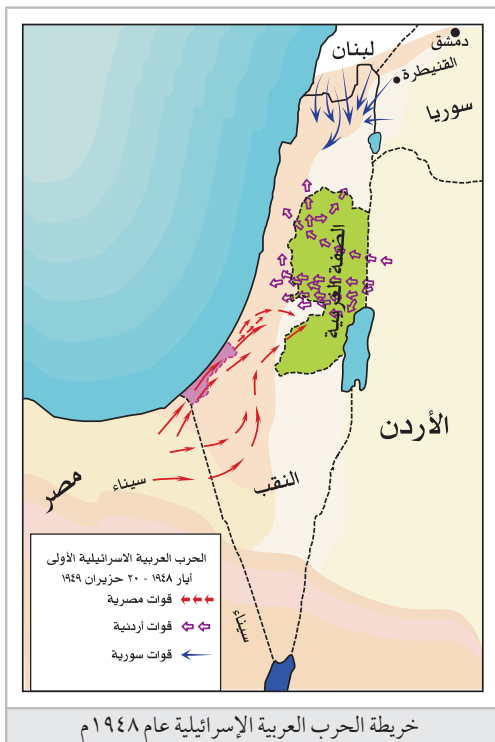 دمشق
لبنان
القنيطرة
سوريا
الضفة الغربية
الأردن
النقب
مصر
سيناء
سيناء
الحرب العربية الاسرائيلية الأولى
أيار ١٩٤٨ - ٢٠ حزيران ١٩٤٩
قوات مصرية
قوات أردنية
قوات سورية
خريطة الحرب العربية الإسرائيلية عام ١٩٤٨م